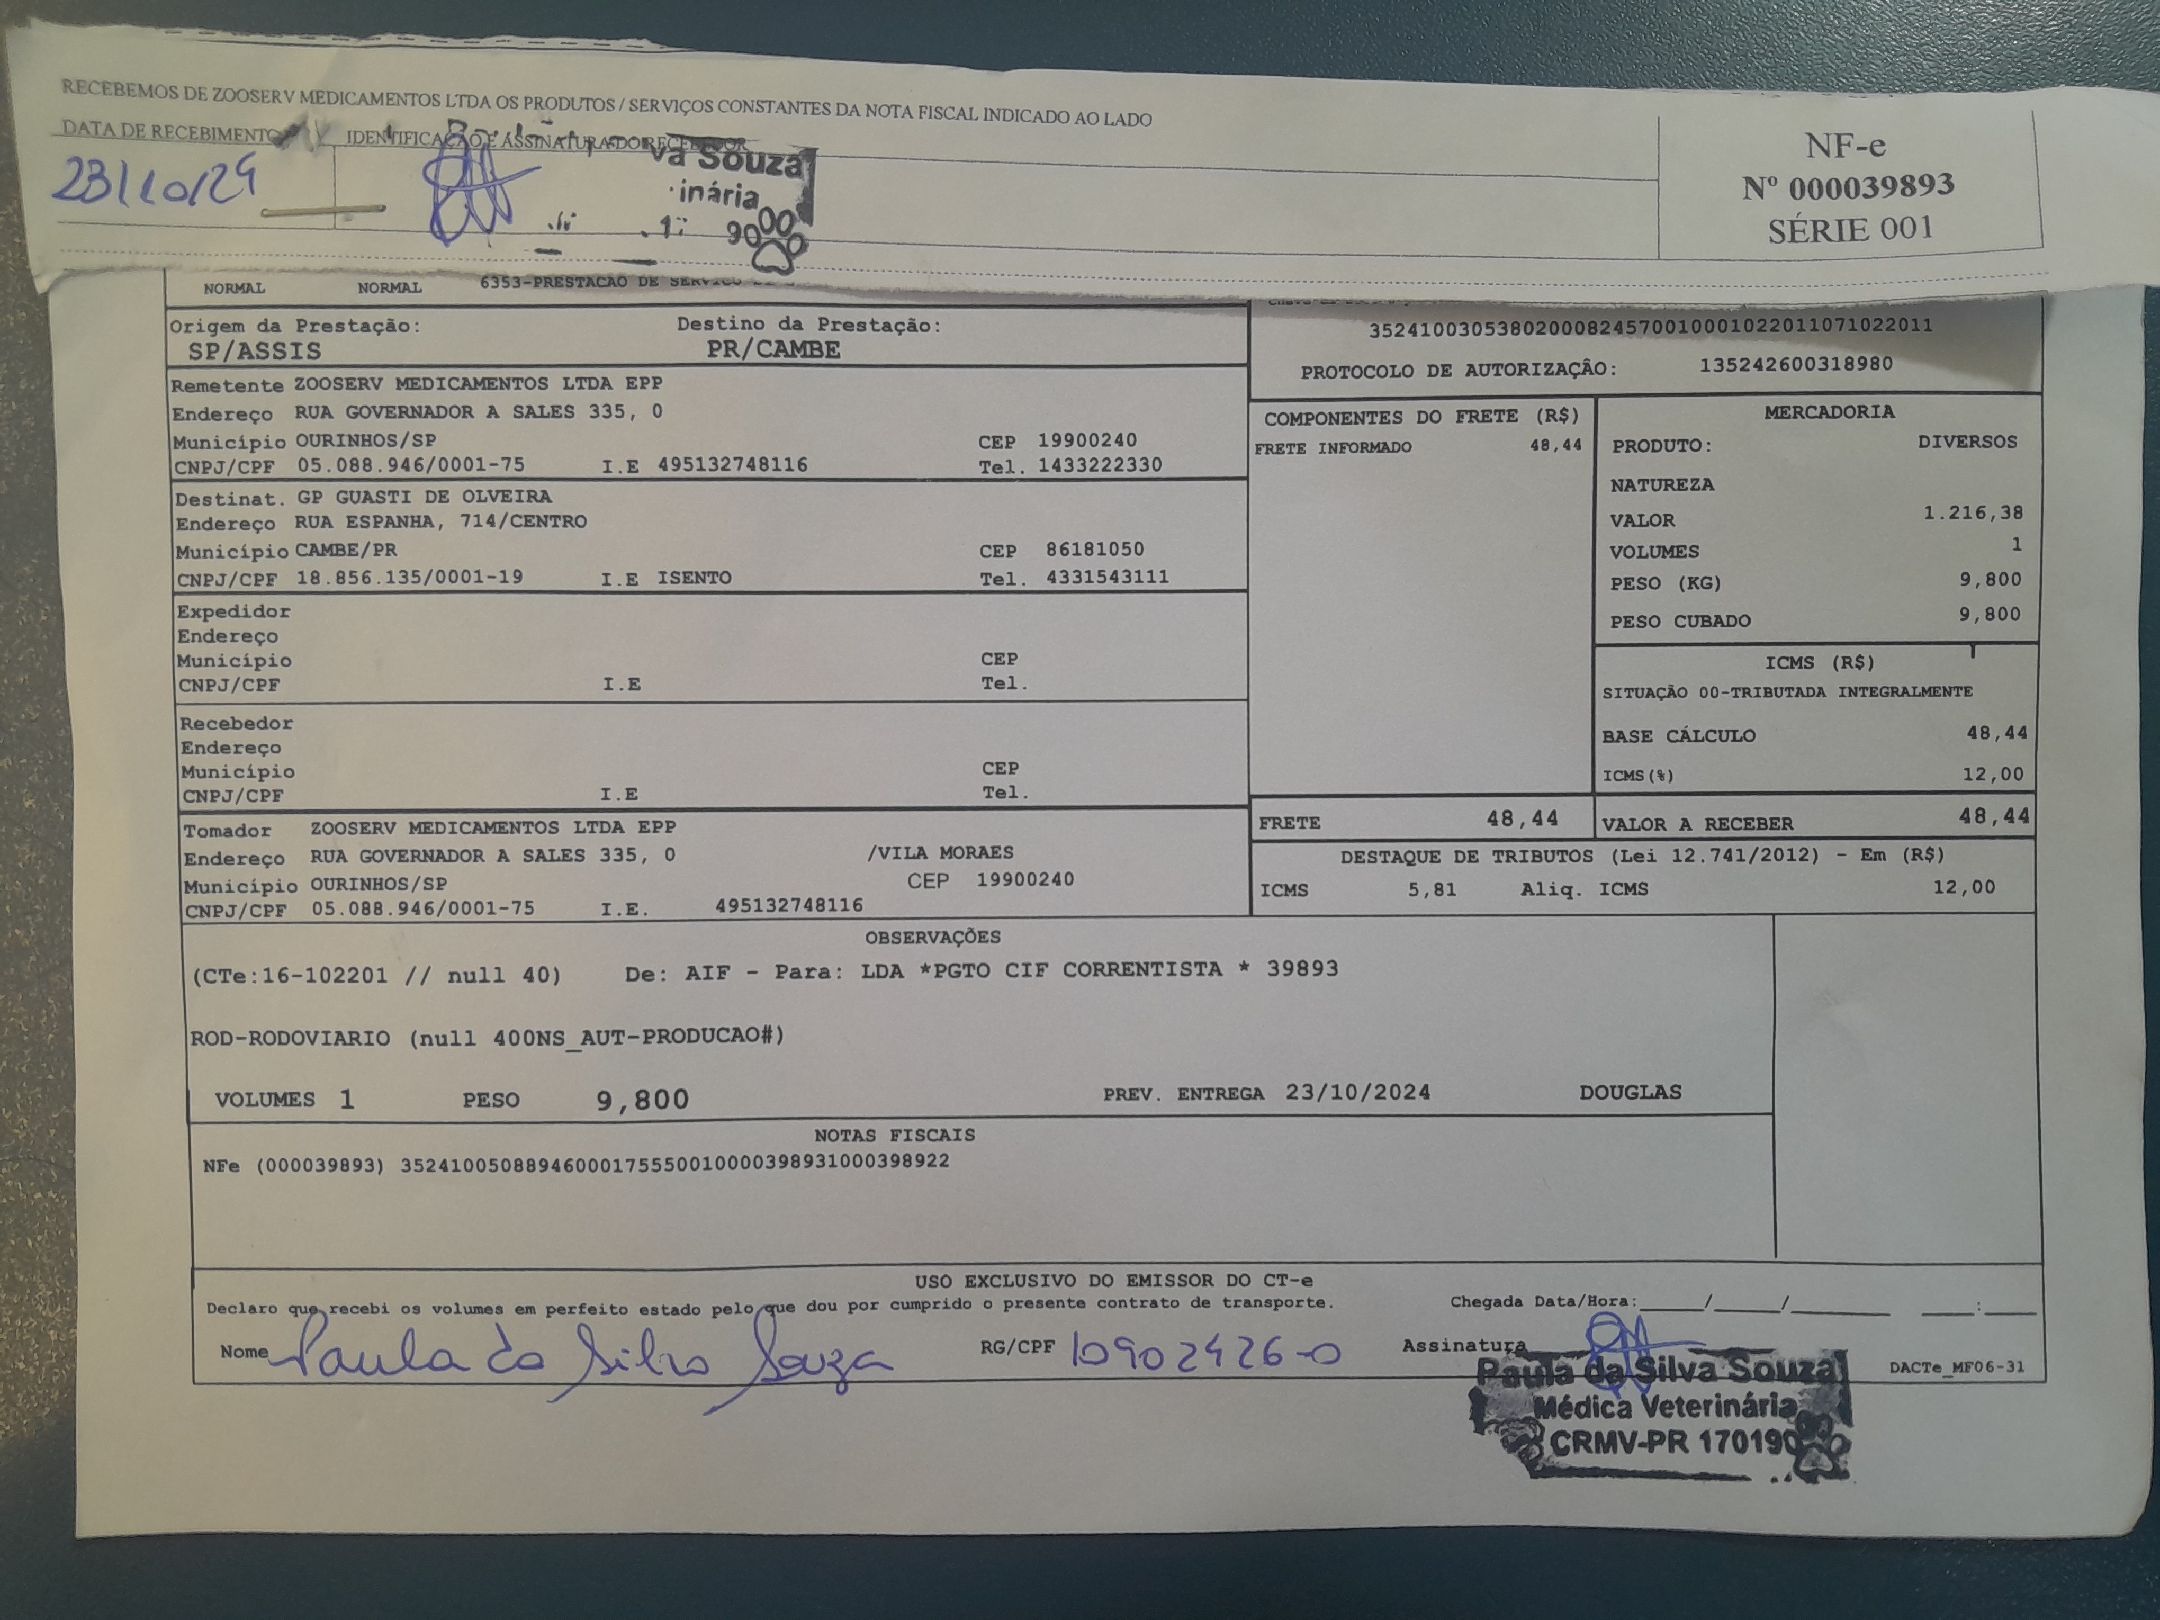 RECEBEMOS DE ZOOSERV MEDICAMENTOS LTDA OS PRODUTOS / SERVIÇOS CONSTANTES DA NOTA FISCAL INDICADO AO LADO
DATA DE RECEBIMENTO IDENTIFICAÇÃO E ASSINATURA DO RECEBEDOR
23/10/24
va Souza
inária
90
NF-e
Nº 000039893
SÉRIE 001
NORMAL NORMAL 6353-PRESTACAO DE SERVICO
Origem da Prestação: Destino da Prestação:
SP/ASSIS PR/CAMBE
35241003053802000824570010001022011071022011
PROTOCOLO DE AUTORIZAÇÃO: 135242600318980
Remetente ZOOSERV MEDICAMENTOS LTDA EPP
Endereço RUA GOVERNADOR A SALES 335, 0
Município OURINHOS/SP CEP 19900240
CNPJ/CPF 05.088.946/0001-75 I.E 495132748116 Tel. 1433222330
Destinat. GP GUASTI DE OLVEIRA
Endereço RUA ESPANHA, 714/CENTRO
Município CAMBE/PR CEP 86181050
CNPJ/CPF 18.856.135/0001-19 I.E ISENTO Tel. 4331543111
Expedidor
Endereço
Município CEP
CNPJ/CPF I.E Tel.
Recebedor
Endereço
Município CEP
CNPJ/CPF I.E Tel.
Tomador ZOOSERV MEDICAMENTOS LTDA EPP
Endereço RUA GOVERNADOR A SALES 335, 0 /VILA MORAES
Município OURINHOS/SP CEP 19900240
CNPJ/CPF 05.088.946/0001-75 I.E. 495132748116
COMPONENTES DO FRETE (R$)
FRETE INFORMADO 48,44
MERCADORIA
PRODUTO: DIVERSOS
NATUREZA
VALOR 1.216,38
VOLUMES 1
PESO (KG) 9,800
PESO CUBADO 9,800
ICMS (R$)
SITUAÇÃO 00-TRIBUTADA INTEGRALMENTE
BASE CÁLCULO 48,44
ICMS(%) 12,00
FRETE 48,44 VALOR A RECEBER 48,44
DESTAQUE DE TRIBUTOS (Lei 12.741/2012) - Em (R$)
ICMS 5,81 Aliq. ICMS 12,00
OBSERVAÇÕES
(CTe:16-102201 // null 40) De: AIF - Para: LDA *PGTO CIF CORRENTISTA * 39893
ROD-RODOVIARIO (null 400NS_AUT-PRODUCAO#)
VOLUMES 1 PESO 9,800 PREV. ENTREGA 23/10/2024 DOUGLAS
NOTAS FISCAIS
NFe (000039893) 35241005088946000175550010000398931000398922
USO EXCLUSIVO DO EMISSOR DO CT-e
Declaro que recebi os volumes em perfeito estado pelo que dou por cumprido o presente contrato de transporte. Chegada Data/Hora:____/____/______ ___:___
Nome Paula da Silva Souza RG/CPF 10902426-0 Assinatura
DACTe_MF06-31
Paula da Silva Souza
Médica Veterinária
CRMV-PR 170190